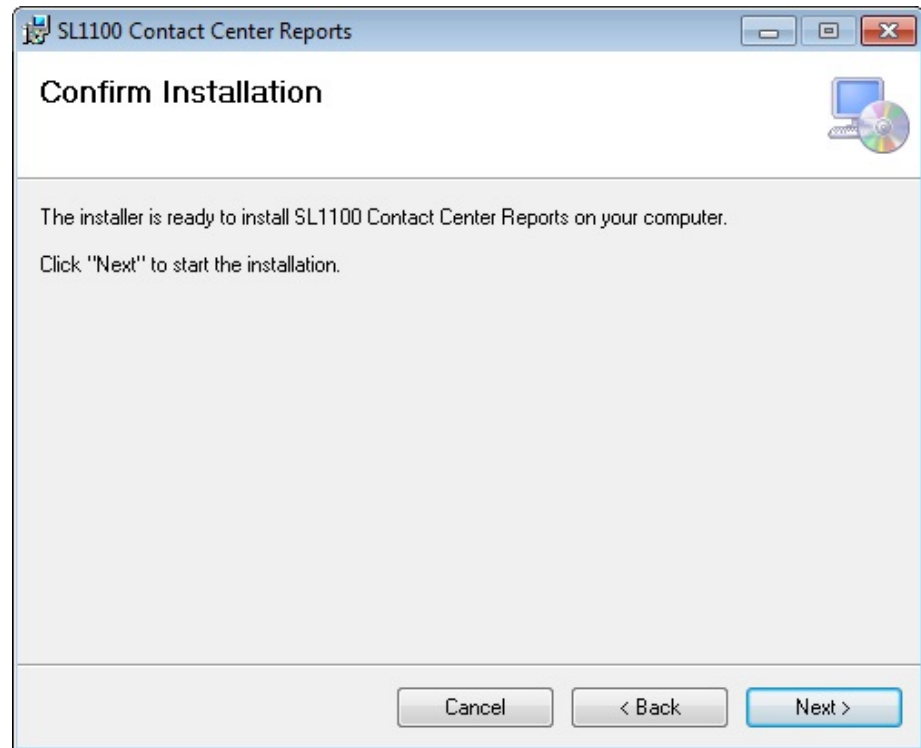 SL1100 Contact Center Reports
Confirm Installation
The installer is ready to install SL1100 Contact Center Reports on your computer.
Click "Next" to start the installation.
Cancel
< Back
Next >